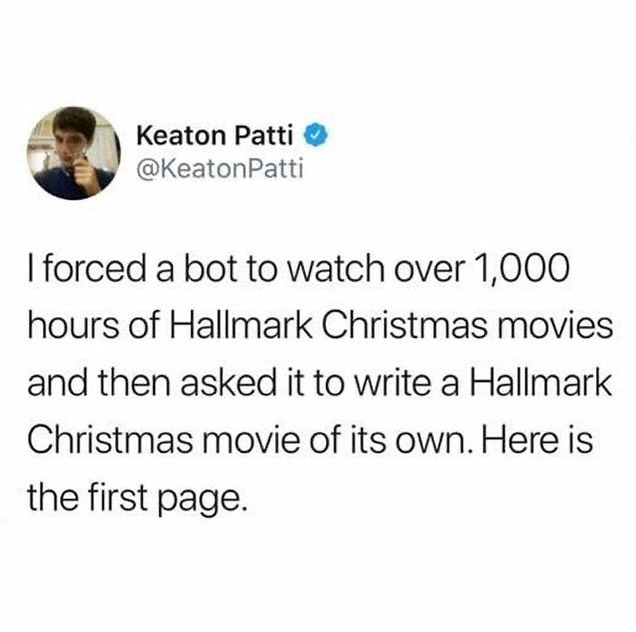 Keaton Patti
@KeatonPatti
I forced a bot to watch over 1,000
hours of Hallmark Christmas movies
and then asked it to write a Hallmark
Christmas movie of its own. Here is
the first page.